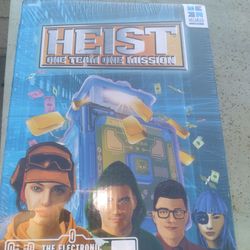 HEIST
ONE TEAM ONE MISSION
THE ELECTRONIC